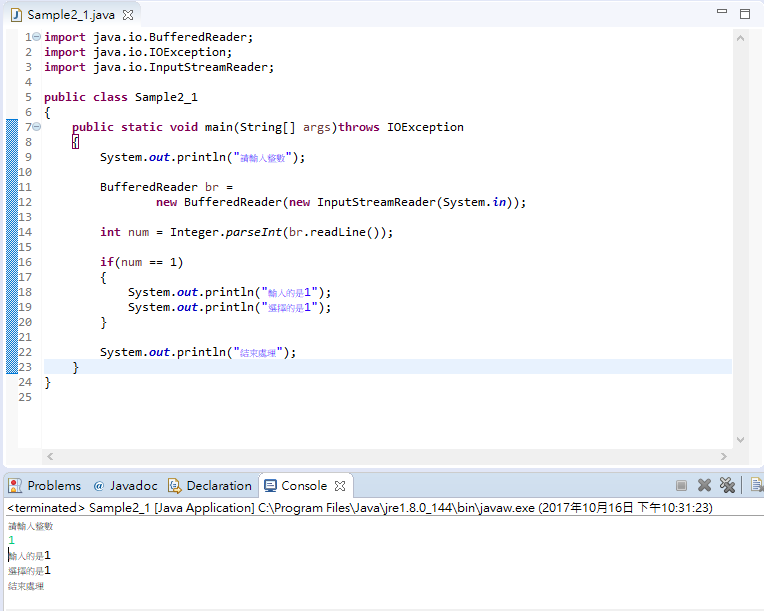 Sample2_1.java
1 import java.io.BufferedReader;
2 import java.io.IOException;
3 import java.io.InputStreamReader;
4
5 public class Sample2_1
6 {
7     public static void main(String[] args)throws IOException
8     {
9         System.out.println("請輸入整數");
10
11         BufferedReader br =
12                 new BufferedReader(new InputStreamReader(System.in));
13
14         int num = Integer.parseInt(br.readLine());
15
16         if(num == 1)
17         {
18             System.out.println("輸入的是1");
19             System.out.println("選擇的是1");
20         }
21
22         System.out.println("結束處理");
23     }
24 }
25
Problems @ Javadoc Declaration Console
<terminated> Sample2_1 [Java Application] C:\Program Files\Java\jre1.8.0_144\bin\javaw.exe (2017年10月16日 下午10:31:23)
請輸入整數
1
輸入的是1
選擇的是1
結束處理